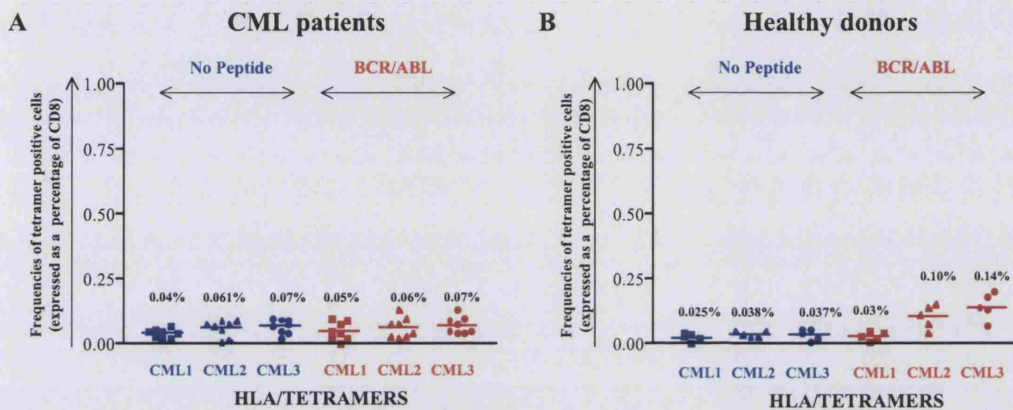 A
CML patients
Frequencies of tetramer positive cells
(expressed as a percentage of CD8)
No Peptide
BCR/ABL
1.00
0.75
0.50
0.25
0.00
0.04%
0.061%
0.07%
0.05%
0.06%
0.07%
CML1
CML2
CML3
CML1
CML2
CML3
HLA/TETRAMERS
B
Healthy donors
Frequencies of tetramer positive cells
(expressed as a percentage of CD8)
No Peptide
BCR/ABL
1.00
0.75
0.50
0.25
0.00
0.025%
0.038%
0.037%
0.03%
0.10%
0.14%
CML1
CML2
CML3
CML1
CML2
CML3
HLA/TETRAMERS